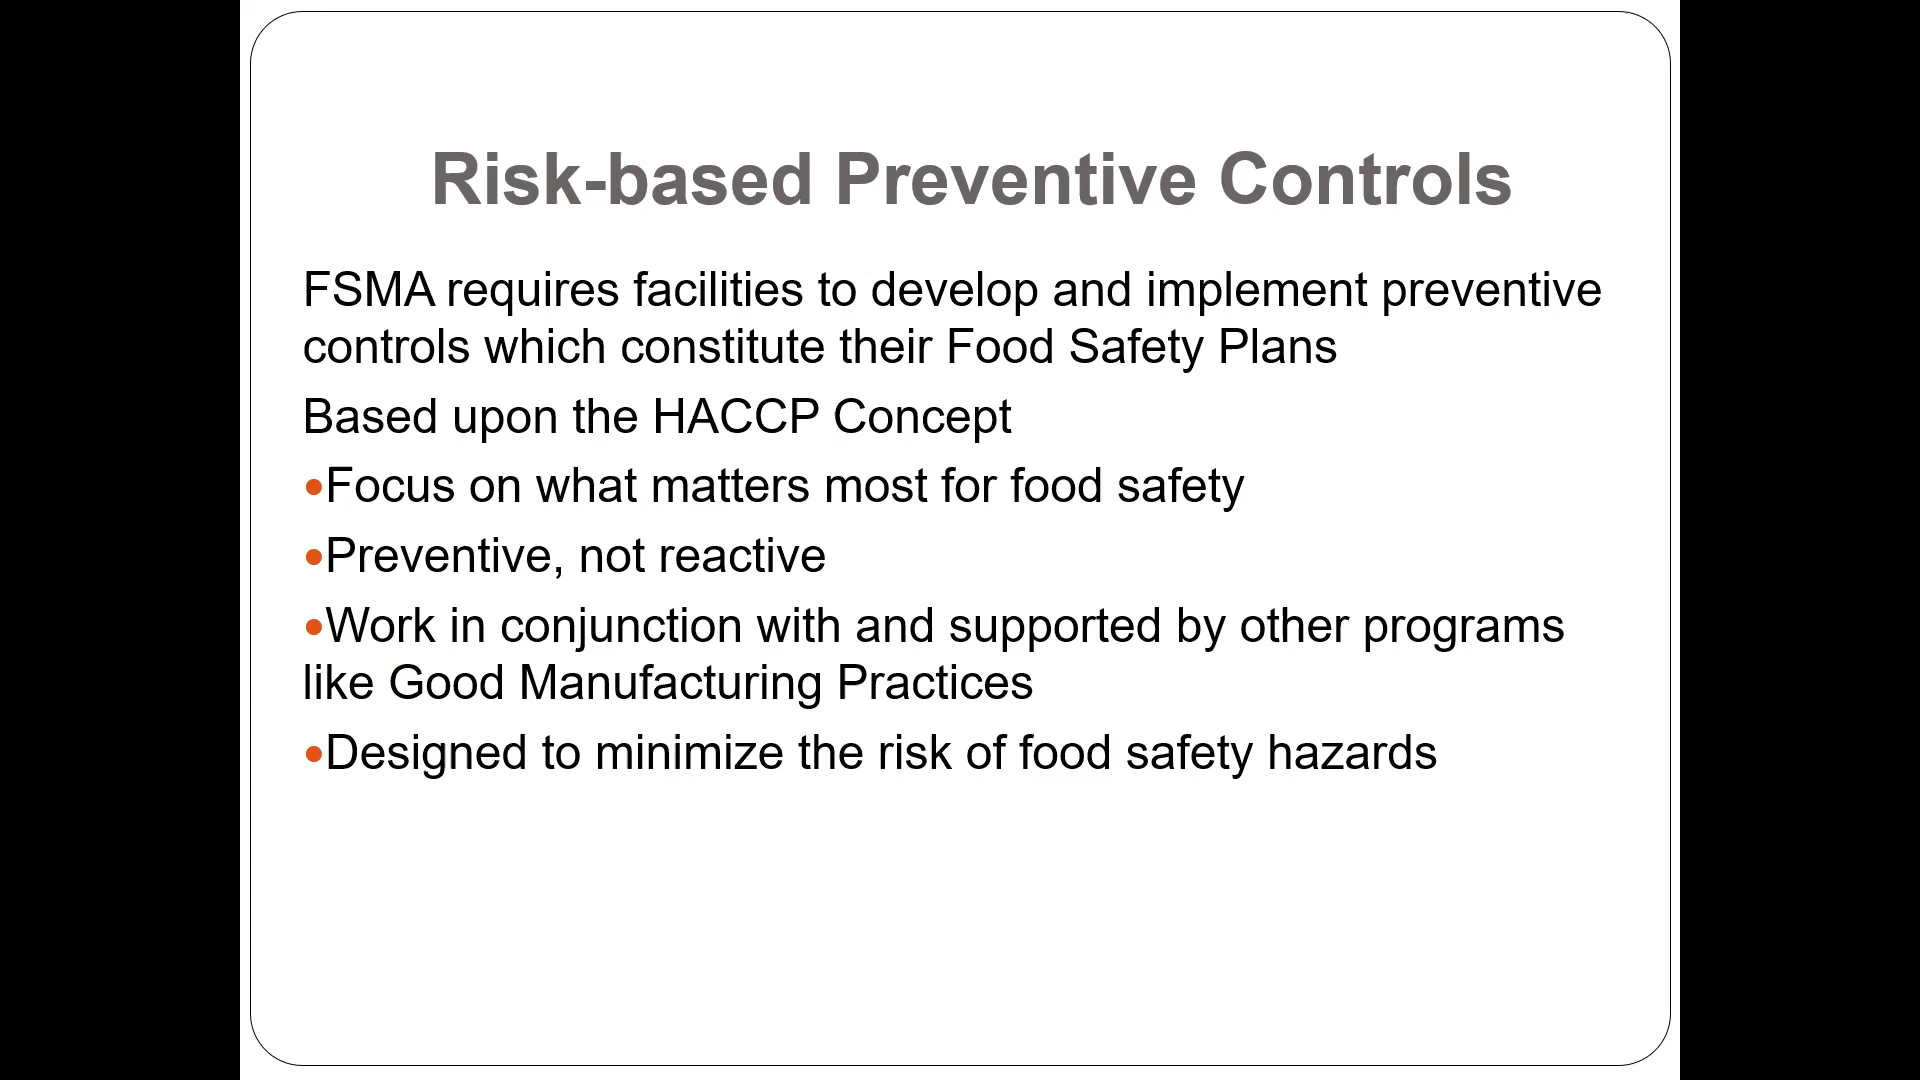 Risk-based Preventive Controls
FSMA requires facilities to develop and implement preventive
controls which constitute their Food Safety Plans
Based upon the HACCP Concept
•Focus on what matters most for food safety
•Preventive, not reactive
•Work in conjunction with and supported by other programs
like Good Manufacturing Practices
•Designed to minimize the risk of food safety hazards